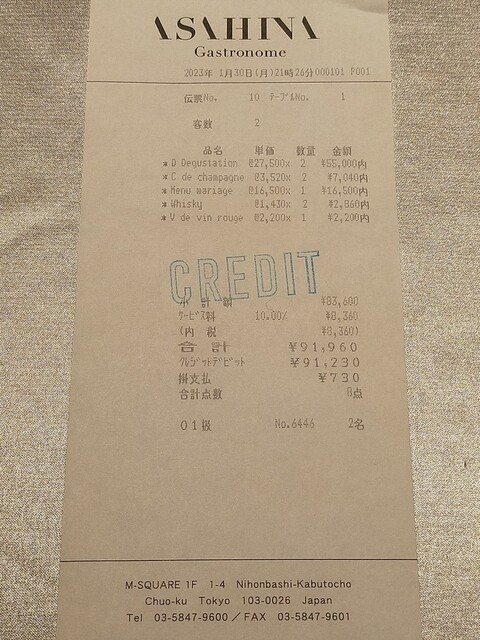 ASAHINA
Gastronome
2023年 1月30日(月)21時26分000101 P001
伝票No. 10 テーブルNo. 1
客数 2
品名 単価 数量 金額
*D Degustation @27,500x 2 ¥55,000内
*C de champagne @3,520x 2 ¥7,040内
*Menu mariage @16,500x 1 ¥16,500内
*Whisky @1,430x 2 ¥2,860内
*V de vin rouge @2,200x 1 ¥2,200内
CREDIT
小 計 額 ¥83,600
サービス料 10.00% ¥8,360
(内 税 ¥8,360)
合計 ¥91,960
クレジットデビット ¥91,230
掛支払 ¥730
合計点数 8点
01扱 No.6446 2名
M-SQUARE 1F 1-4 Nihonbashi-Kabutocho
Chuo-ku Tokyo 103-0026 Japan
Tel 03-5847-9600／FAX 03-5847-9601